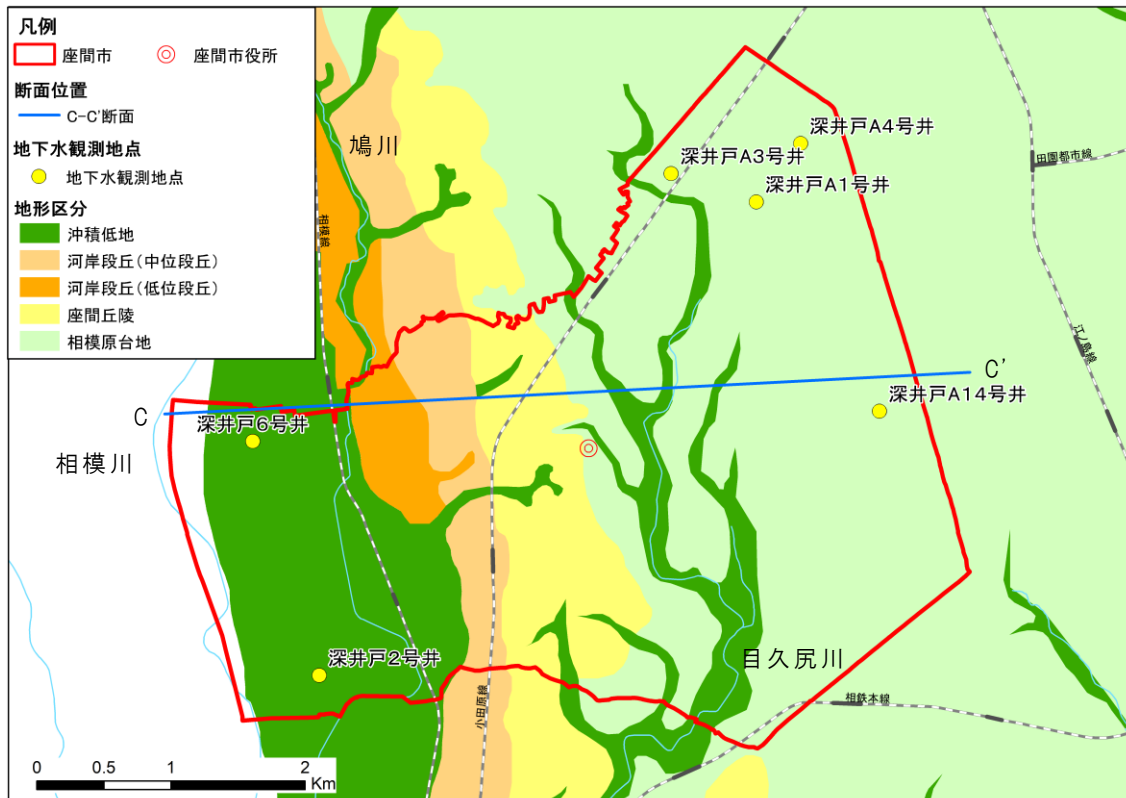 凡例
座間市
座間市役所
断面位置
C-C'断面
地下水観測地点
地下水観測地点
地形区分
沖積低地
河岸段丘(中位段丘)
河岸段丘(低位段丘)
座間丘陵
相模原台地
鳩川
相模線
深井戸A4号井
深井戸A3号井
深井戸A1号井
田園都市線
江ノ島線
C
C'
深井戸6号井
深井戸A14号井
相模川
深井戸2号井
目久尻川
小田原線
相鉄本線
0 0.5 1 2
Km